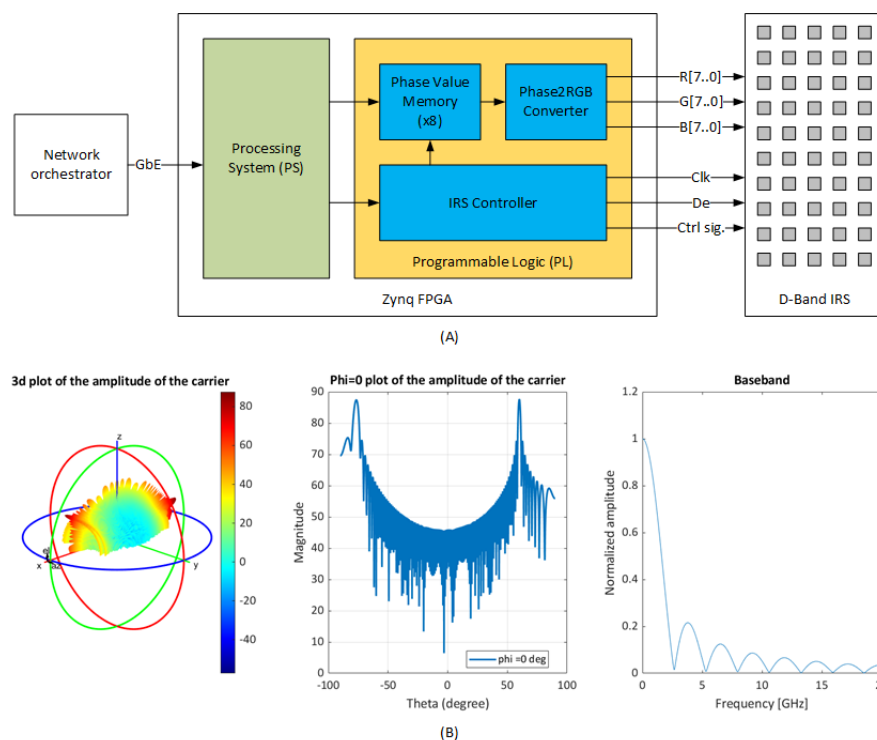 Network
orchestrator
GbE
Processing
System (PS)
Phase Value
Memory
(x8)
Phase2RGB
Converter
IRS Controller
Programmable Logic (PL)
Zynq FPGA
R[7..0]
G[7..0]
B[7..0]
Clk
De
Ctrl sig.
D-Band IRS
(A)
3d plot of the amplitude of the carrier
z
x
y
80
60
40
20
0
-20
-40
Phi=0 plot of the amplitude of the carrier
Magnitude
90
80
70
60
50
40
30
20
10
0
-100
-50
0
50
100
phi =0 deg
Theta (degree)
Baseband
Normalized amplitude
1.2
1
0.8
0.6
0.4
0.2
0
0
5
10
15
Frequency [GHz]
(B)